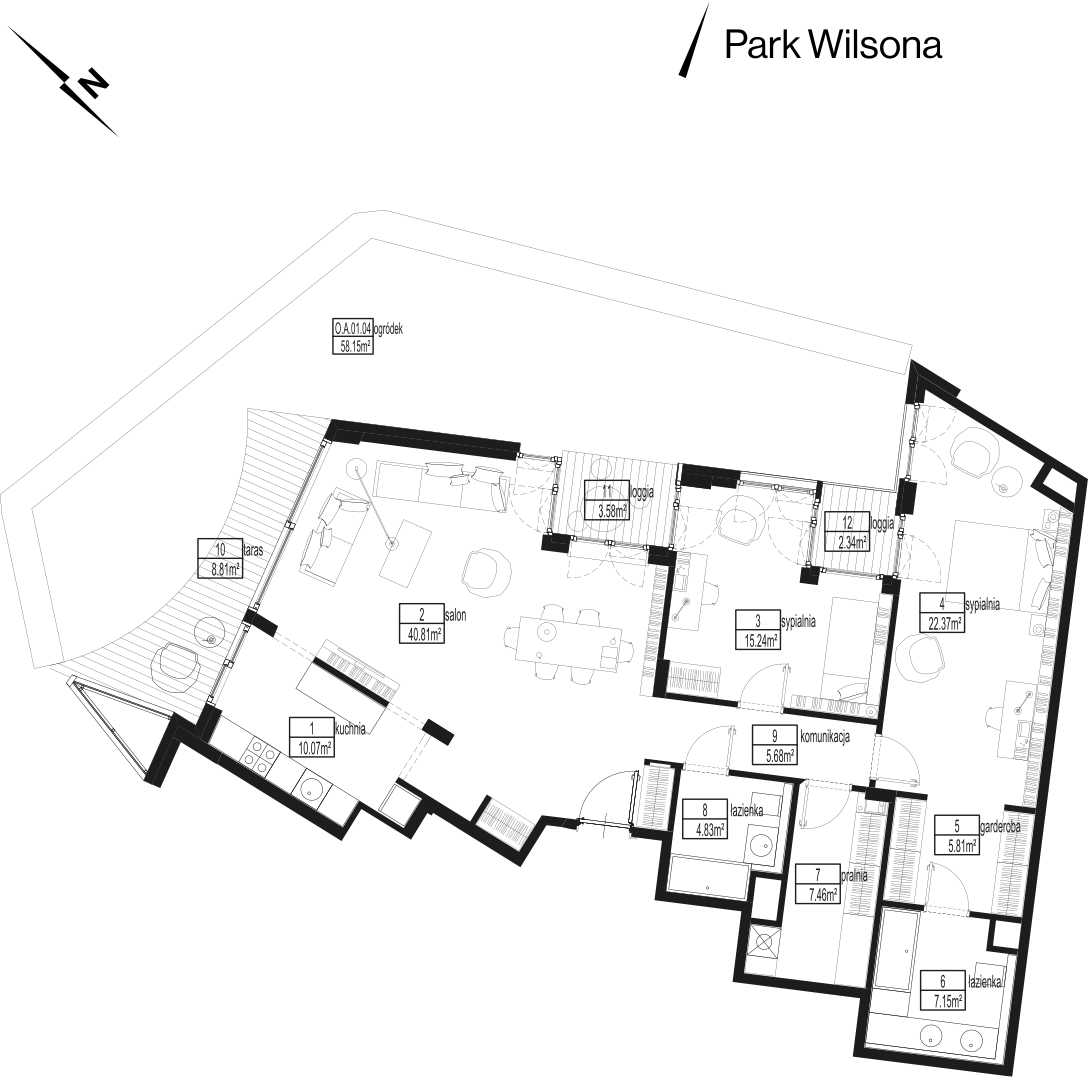 N
Park Wilsona
O.A.01.04 ogródek
58.15m²
11 loggia
3.58m²
12 loggia
2.34m²
10 taras
8.81m²
2 salon
40.81m²
3 sypialnia
15.24m²
4 sypialnia
22.37m²
1 kuchnia
10.07m²
9 komunikacja
5.68m²
8 łazienka
4.83m²
5 garderoba
5.81m²
7 pralnia
7.46m²
6 łazienka
7.15m²